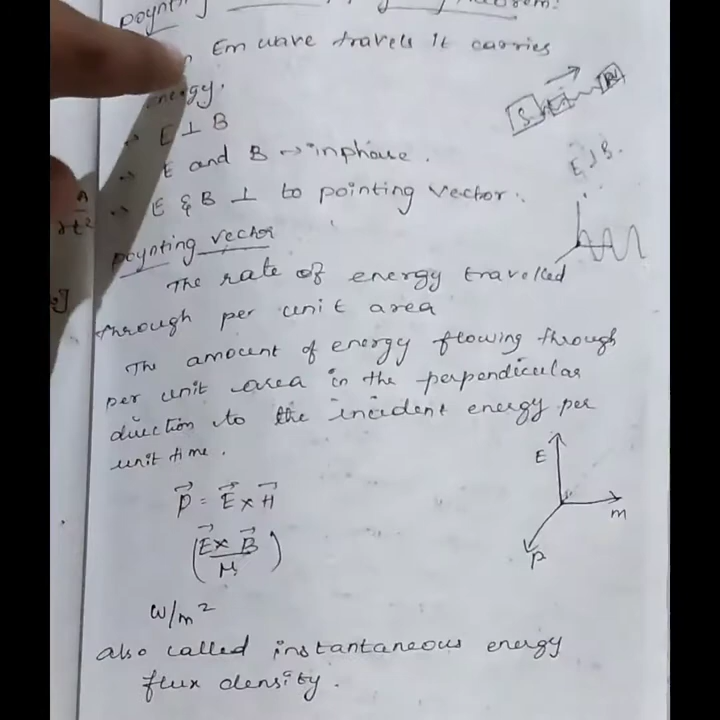 Em wave travels it carries
energy.
∴ E ⊥ B
∴ E and B → inphase.
∴ E & B ⊥ to pointing vector.
E ⊥ B.
poynting vector
The rate of energy travelled
through per unit area
The amount of energy flowing through
per unit area in the perpendicular
direction to the incident energy per
unit time.
P⃗ = E⃗ × H⃗
(E⃗ × B⃗ / μ)
E
m
P
W/m²
also called instantaneous energy
flux density.